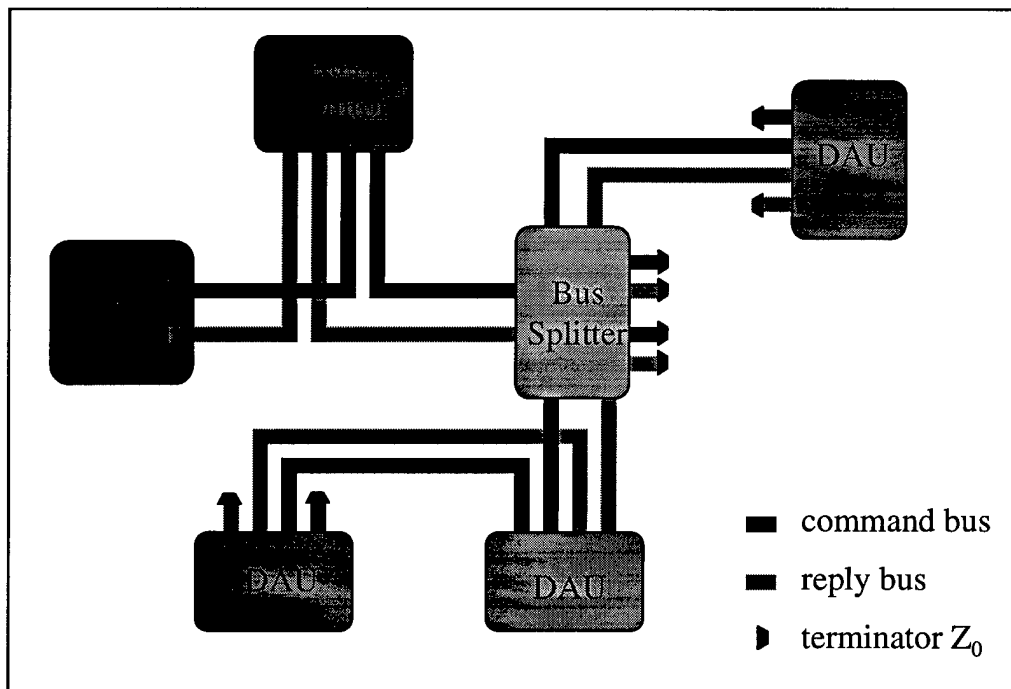 DAU
Bus
Splitter
DAU
DAU
command bus
reply bus
terminator Z₀